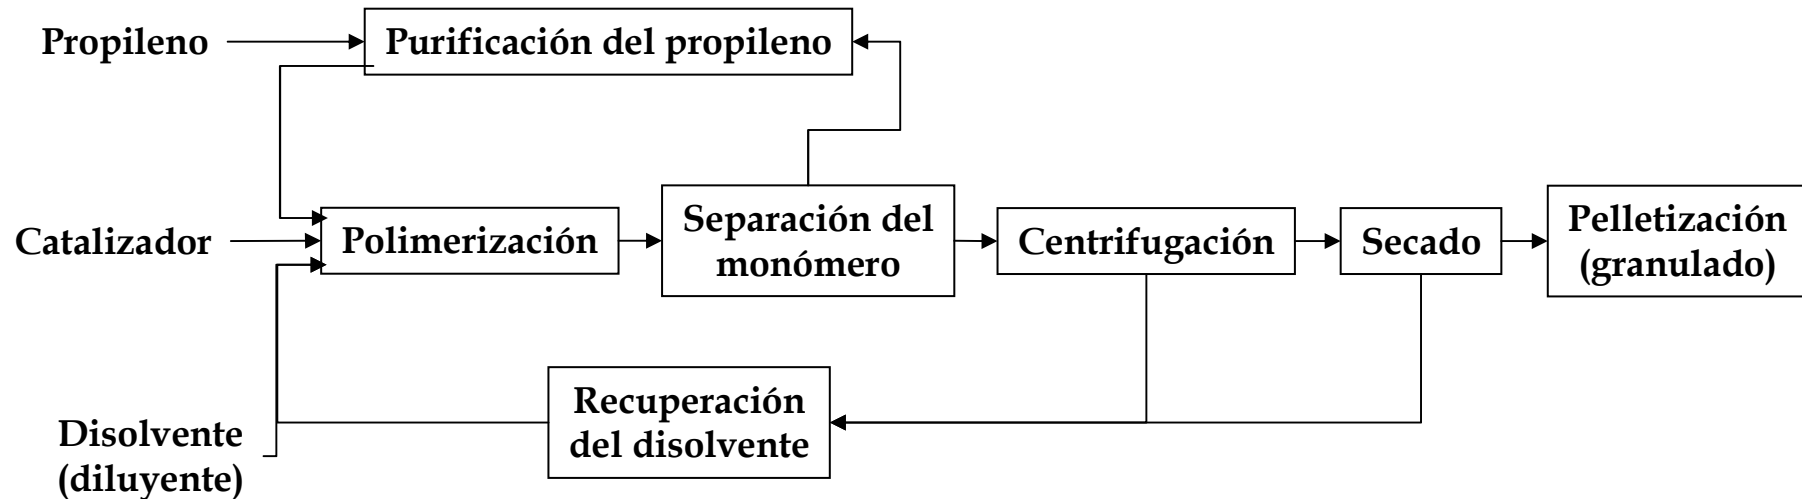 Propileno
Purificación del propileno
Catalizador
Polimerización
Separación del
monómero
Centrifugación
Secado
Pelletización
(granulado)
Recuperación
del disolvente
Disolvente
(diluyente)